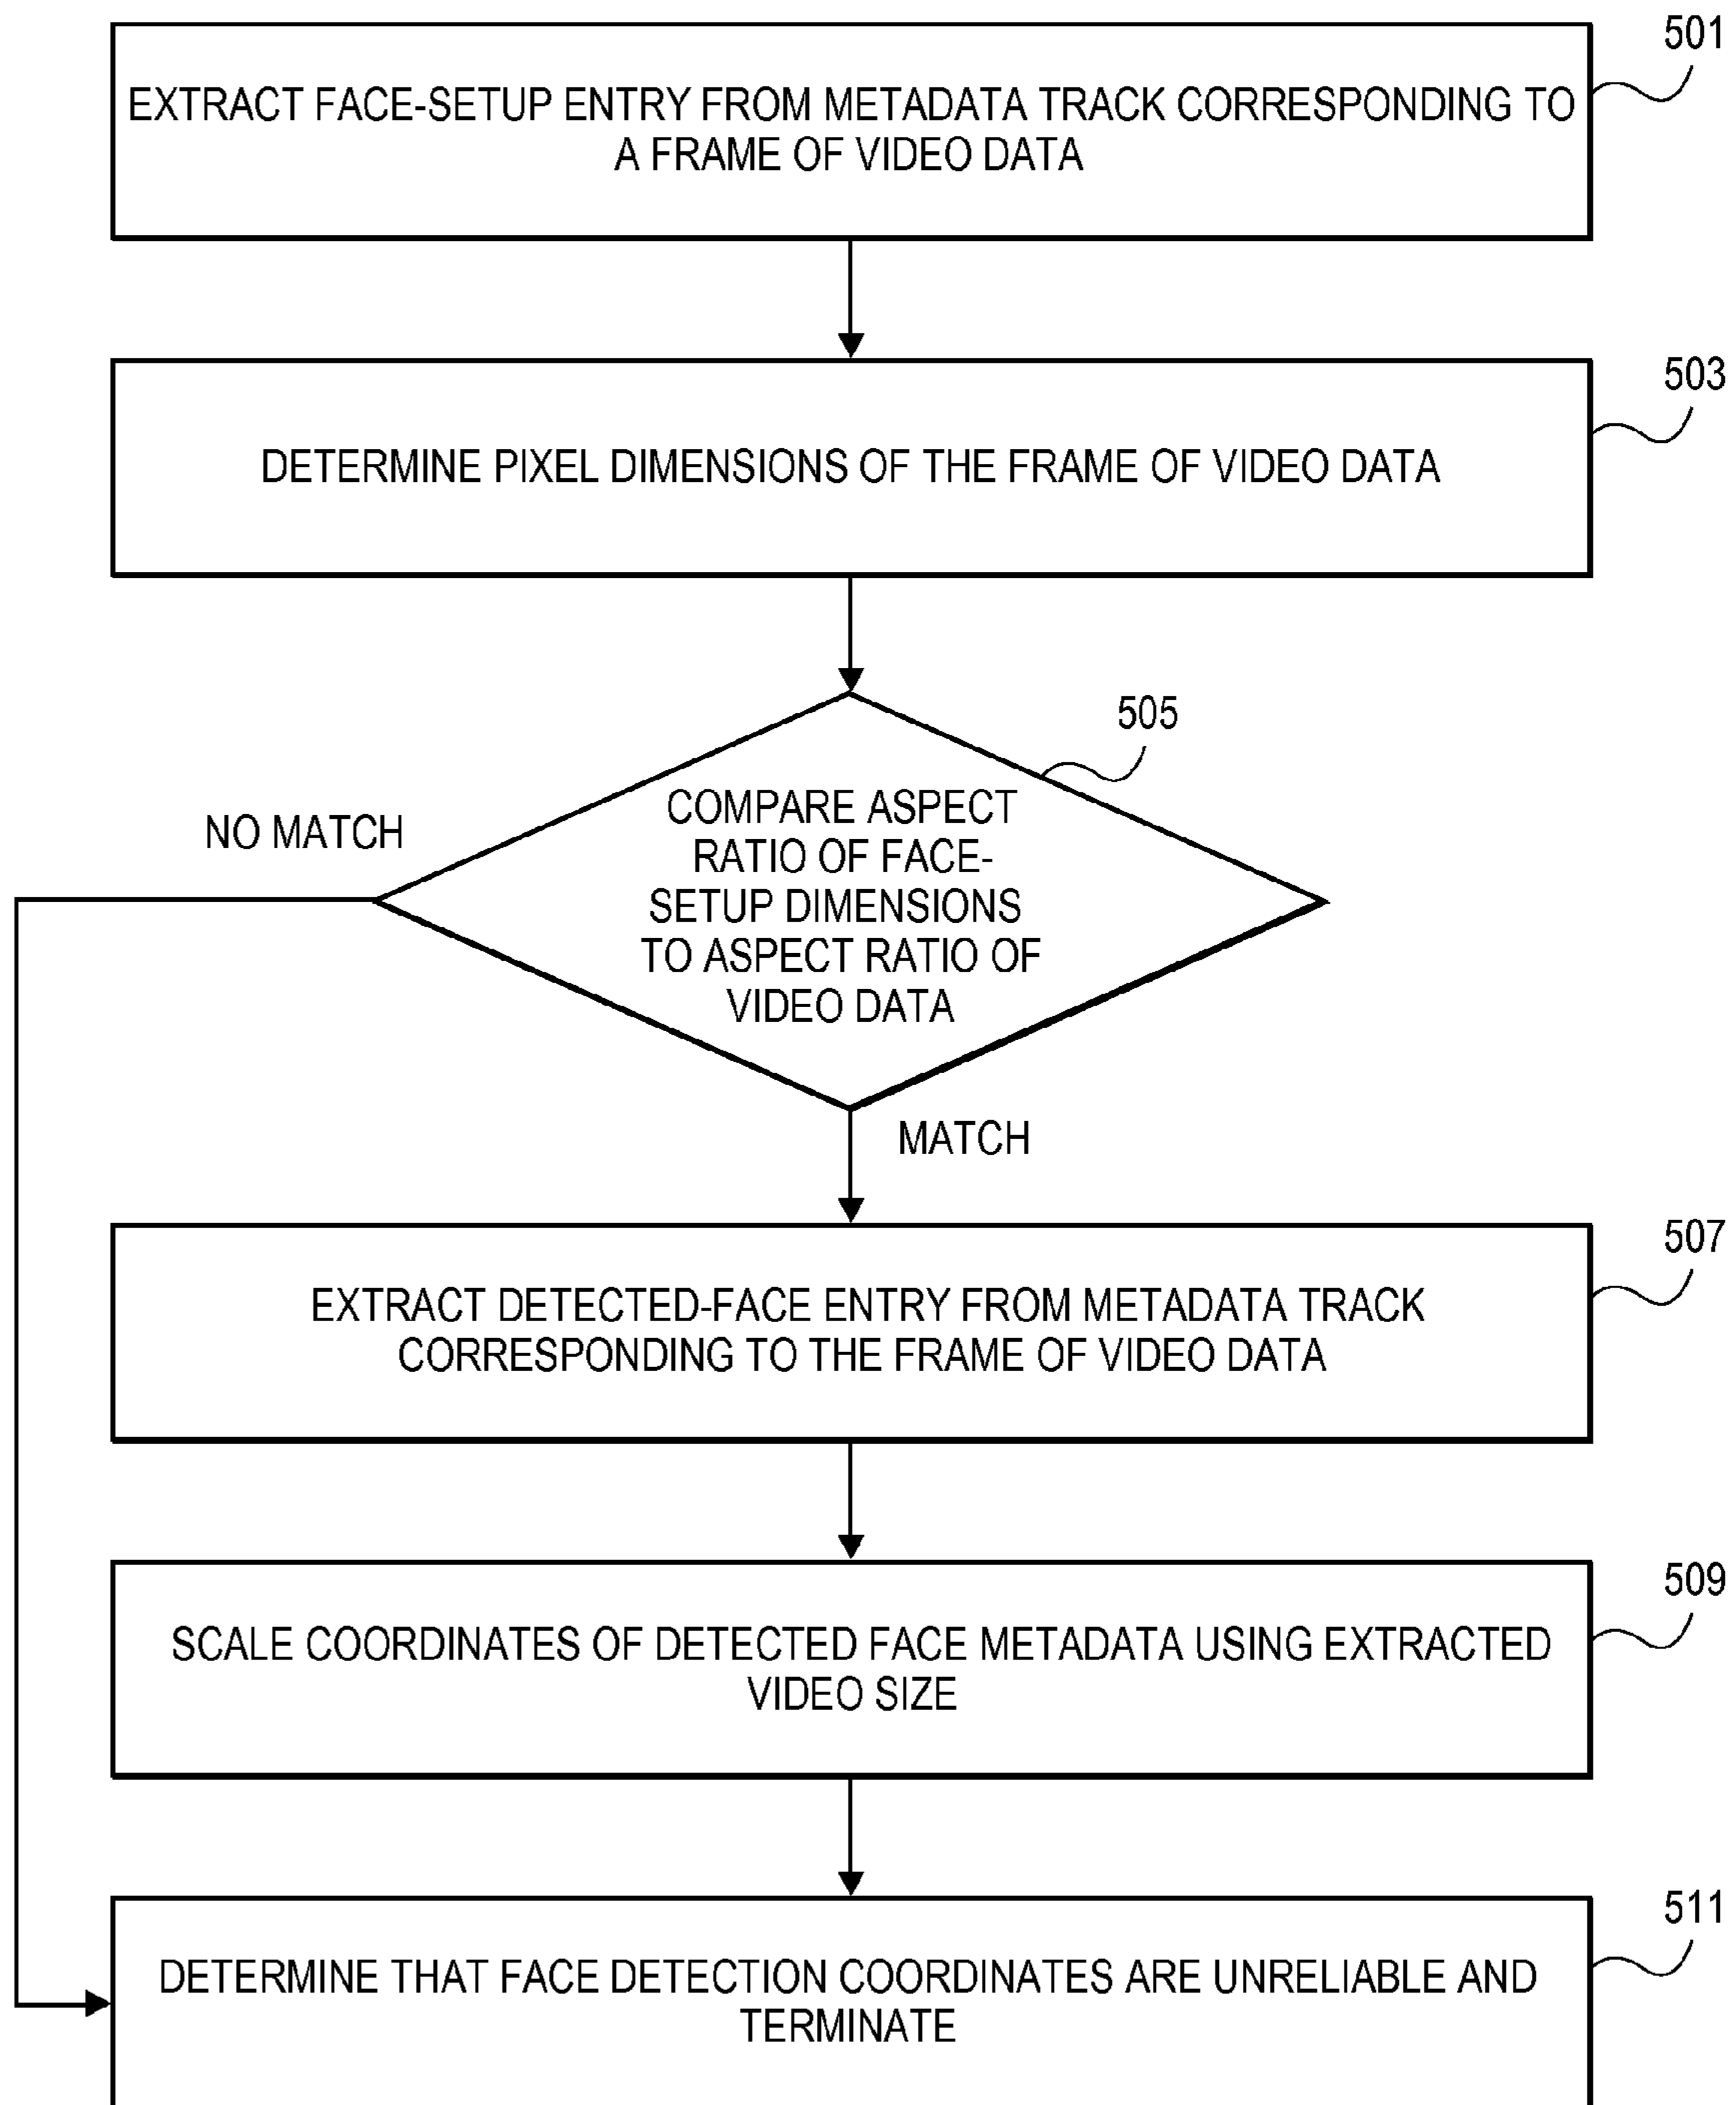 501
EXTRACT FACE-SETUP ENTRY FROM METADATA TRACK CORRESPONDING TO
A FRAME OF VIDEO DATA
503
DETERMINE PIXEL DIMENSIONS OF THE FRAME OF VIDEO DATA
505
NO MATCH
COMPARE ASPECT
RATIO OF FACE-
SETUP DIMENSIONS
TO ASPECT RATIO OF
VIDEO DATA
MATCH
507
EXTRACT DETECTED-FACE ENTRY FROM METADATA TRACK
CORRESPONDING TO THE FRAME OF VIDEO DATA
509
SCALE COORDINATES OF DETECTED FACE METADATA USING EXTRACTED
VIDEO SIZE
511
DETERMINE THAT FACE DETECTION COORDINATES ARE UNRELIABLE AND
TERMINATE